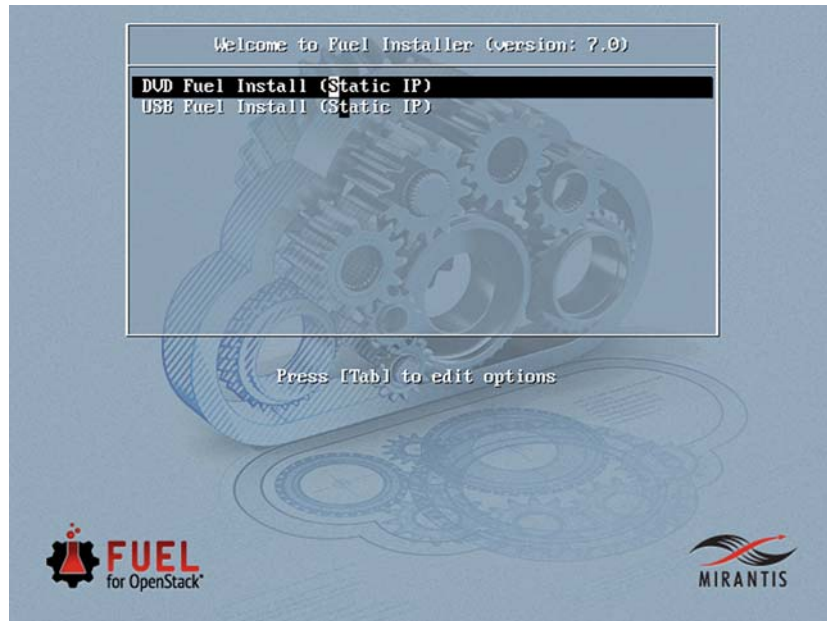 Welcome to Fuel Installer (version: 7.0)
DVD Fuel Install (Static IP)
USB Fuel Install (Static IP)
Press [Tab] to edit options
FUEL
for OpenStack
MIRANTIS